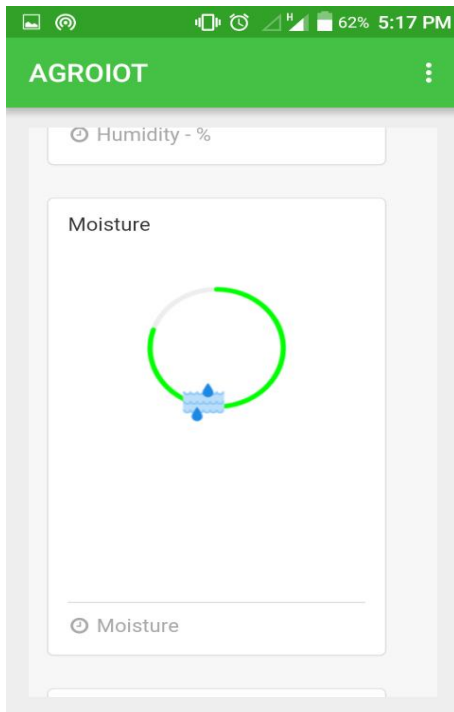 H 62% 5:17 PM
AGROIOT
Humidity - %
Moisture
Moisture